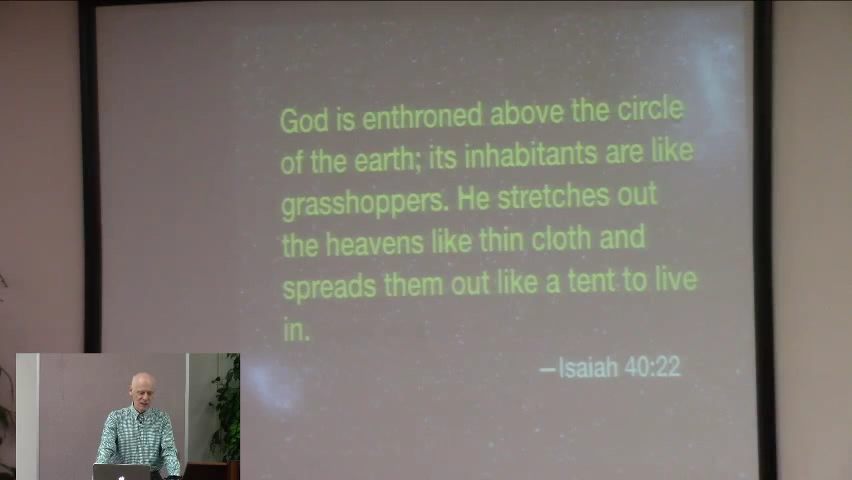 God is enthroned above the circle
of the earth; its inhabitants are like
grasshoppers. He stretches out
the heavens like thin cloth and
spreads them out like a tent to live
in.
–Isaiah 40:22